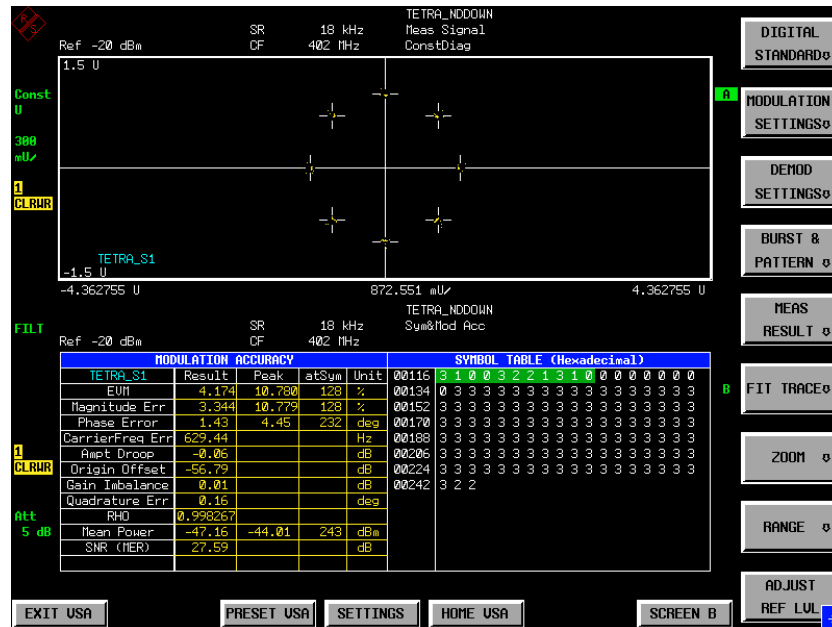 TETRA_NDDOWN
SR 18 kHz Meas Signal
Ref -20 dBm CF 402 MHz ConstDiag
1.5 U
Const
U
300
mU/
1
CLRWR
TETRA_S1
-1.5 U
-4.362755 U 872.551 mU/ 4.362755 U
A
TETRA_NDDOWN
FILT SR 18 kHz Sym&Mod Acc
Ref -20 dBm CF 402 MHz
MODULATION ACCURACY SYMBOL TABLE (Hexadecimal)
TETRA_S1 Result Peak atSym Unit 00116 3 1 0 0 3 2 2 1 3 1 0 0 0 0 0 0 0 0
EVM 4.174 10.780 128 % 00134 0 3 3 3 3 3 3 3 3 3 3 3 3 3 3 3 3 3
Magnitude Err 3.344 10.779 128 % 00152 3 3 3 3 3 3 3 3 3 3 3 3 3 3 3 3 3 3
Phase Error 1.43 4.45 232 deg 00170 3 3 3 3 3 3 3 3 3 3 3 3 3 3 3 3 3 3
CarrierFreq Err 629.44 Hz 00188 3 3 3 3 3 3 3 3 3 3 3 3 3 3 3 3 3 3
Ampt Droop -0.06 dB 00206 3 3 3 3 3 3 3 3 3 3 3 3 3 3 3 3 3 3
Origin Offset -56.79 dB 00224 3 3 3 3 3 3 3 3 3 3 3 3 3 3 3 3 3 3
Gain Imbalance 0.01 dB 00242 3 2 2
Quadrature Err 0.16 deg
RHO 0.998267
Mean Power -47.16 -44.01 243 dBm
SNR (MER) 27.59 dB
1
CLRWR
Att
5 dB
B
DIGITAL
STANDARD
MODULATION
SETTINGS
DEMOD
SETTINGS
BURST &
PATTERN
MEAS
RESULT
FIT TRACE
ZOOM
RANGE
ADJUST
REF LVL
EXIT VSA PRESET VSA SETTINGS HOME VSA SCREEN B